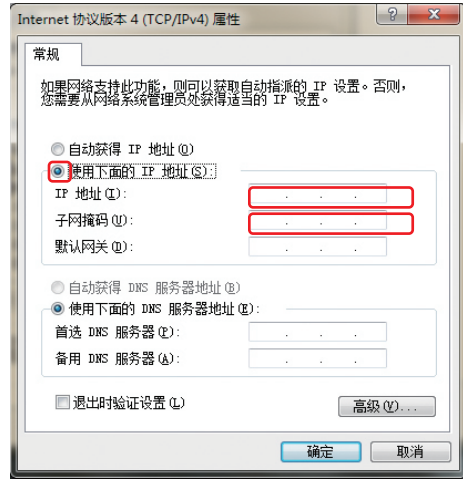 Internet 协议版本 4 (TCP/IPv4) 属性
常规
如果网络支持此功能，则可以获取自动指派的 IP 设置。否则，
您需要从网络系统管理员处获得适当的 IP 设置。
自动获得 IP 地址(O)
使用下面的 IP 地址(S):
IP 地址(I):
子网掩码(U):
默认网关(D):
自动获得 DNS 服务器地址(B)
使用下面的 DNS 服务器地址(E):
首选 DNS 服务器(P):
备用 DNS 服务器(A):
退出时验证设置(L)
高级(V)...
确定 取消